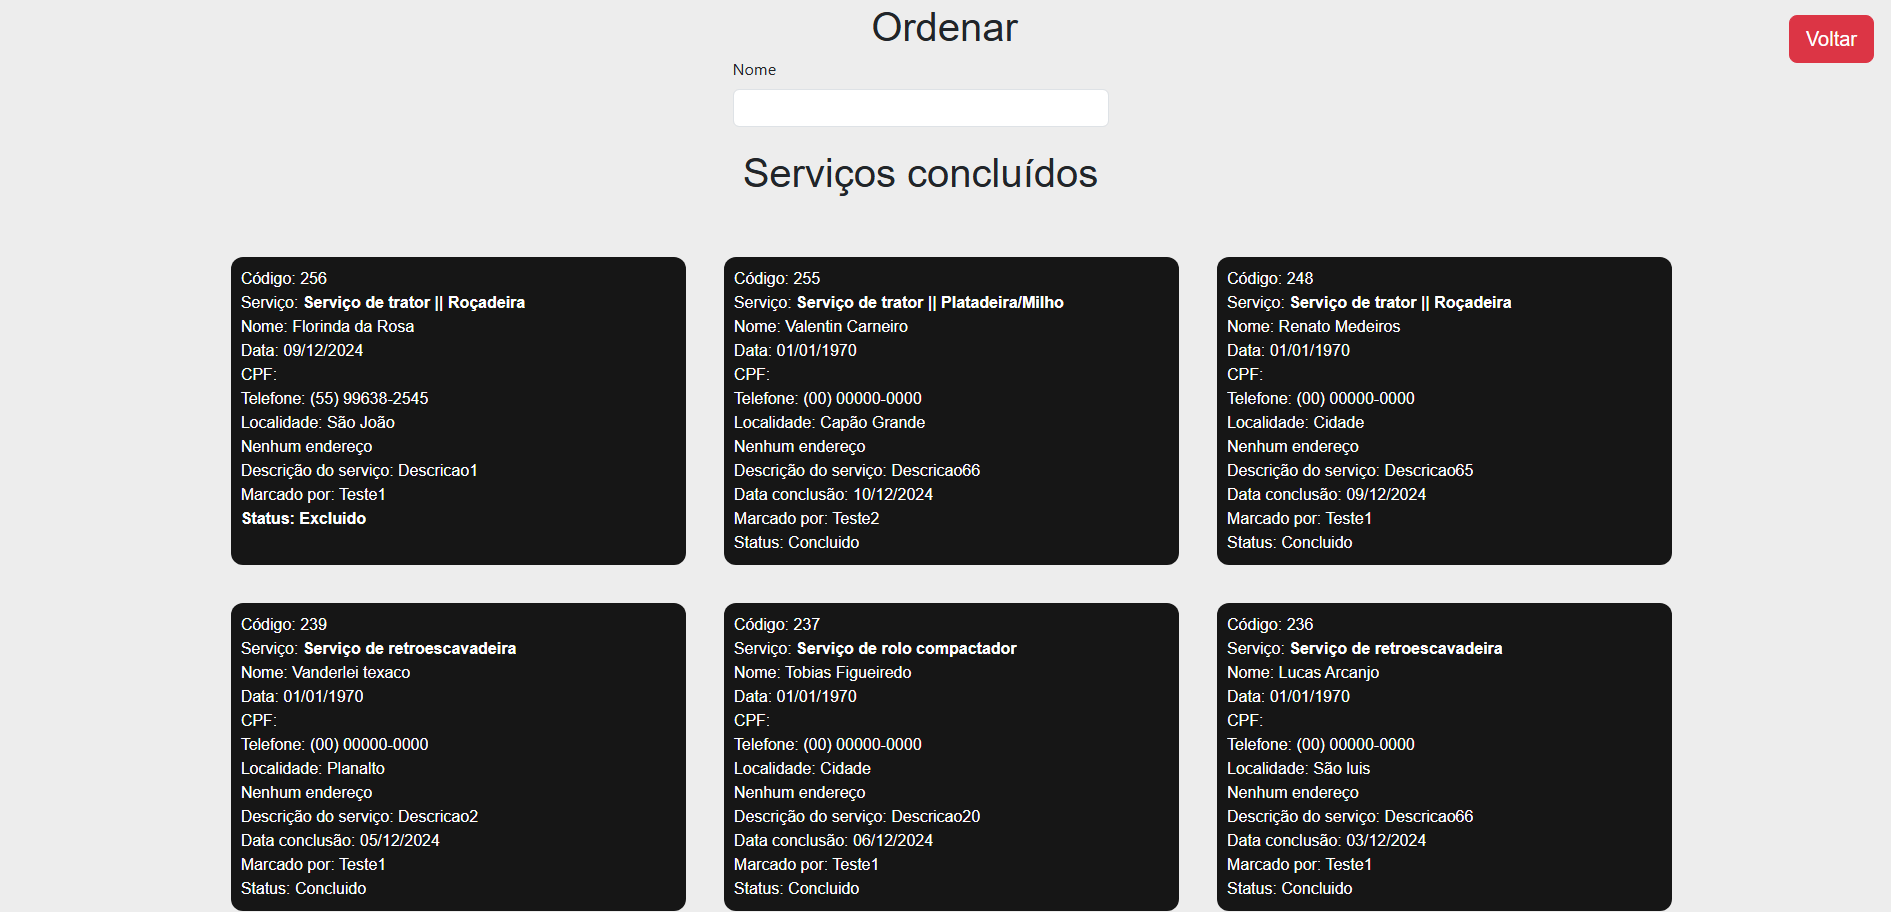 Ordenar
Voltar
Nome
Serviços concluídos
Código: 256
Serviço: Serviço de trator || Roçadeira
Nome: Florinda da Rosa
Data: 09/12/2024
CPF:
Telefone: (55) 99638-2545
Localidade: São João
Nenhum endereço
Descrição do serviço: Descricao1
Marcado por: Teste1
Status: Excluido
Código: 255
Serviço: Serviço de trator || Platadeira/Milho
Nome: Valentin Carneiro
Data: 01/01/1970
CPF:
Telefone: (00) 00000-0000
Localidade: Capão Grande
Nenhum endereço
Descrição do serviço: Descricao66
Data conclusão: 10/12/2024
Marcado por: Teste2
Status: Concluido
Código: 248
Serviço: Serviço de trator || Roçadeira
Nome: Renato Medeiros
Data: 01/01/1970
CPF:
Telefone: (00) 00000-0000
Localidade: Cidade
Nenhum endereço
Descrição do serviço: Descricao65
Data conclusão: 09/12/2024
Marcado por: Teste1
Status: Concluido
Código: 239
Serviço: Serviço de retroescavadeira
Nome: Vanderlei texaco
Data: 01/01/1970
CPF:
Telefone: (00) 00000-0000
Localidade: Planalto
Nenhum endereço
Descrição do serviço: Descricao2
Data conclusão: 05/12/2024
Marcado por: Teste1
Status: Concluido
Código: 237
Serviço: Serviço de rolo compactador
Nome: Tobias Figueiredo
Data: 01/01/1970
CPF:
Telefone: (00) 00000-0000
Localidade: Cidade
Nenhum endereço
Descrição do serviço: Descricao20
Data conclusão: 06/12/2024
Marcado por: Teste1
Status: Concluido
Código: 236
Serviço: Serviço de retroescavadeira
Nome: Lucas Arcanjo
Data: 01/01/1970
CPF:
Telefone: (00) 00000-0000
Localidade: São luis
Nenhum endereço
Descrição do serviço: Descricao66
Data conclusão: 03/12/2024
Marcado por: Teste1
Status: Concluido